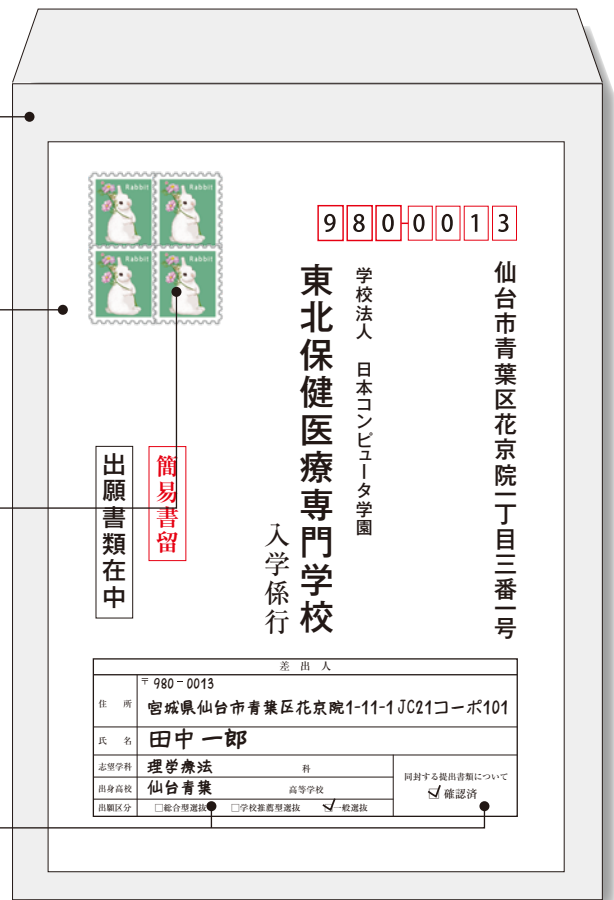 Rabbit
Rabbit
Rabbit
Rabbit
980-0013
仙台市青葉区花京院一丁目三番一号
学校法人 日本コンピュータ学園
東北保健医療専門学校
入学係行
簡易書留
出願書類在中
差出人
〒980-0013
住所 宮城県仙台市青葉区花京院1-11-1 JC21コーポ101
氏名 田中一郎
志望学科 理学療法 科
出身高校 仙台青葉 高等学校
出願区分 □総合型選抜 □学校推薦型選抜 ☑一般選抜
同封する提出書類について
☑確認済